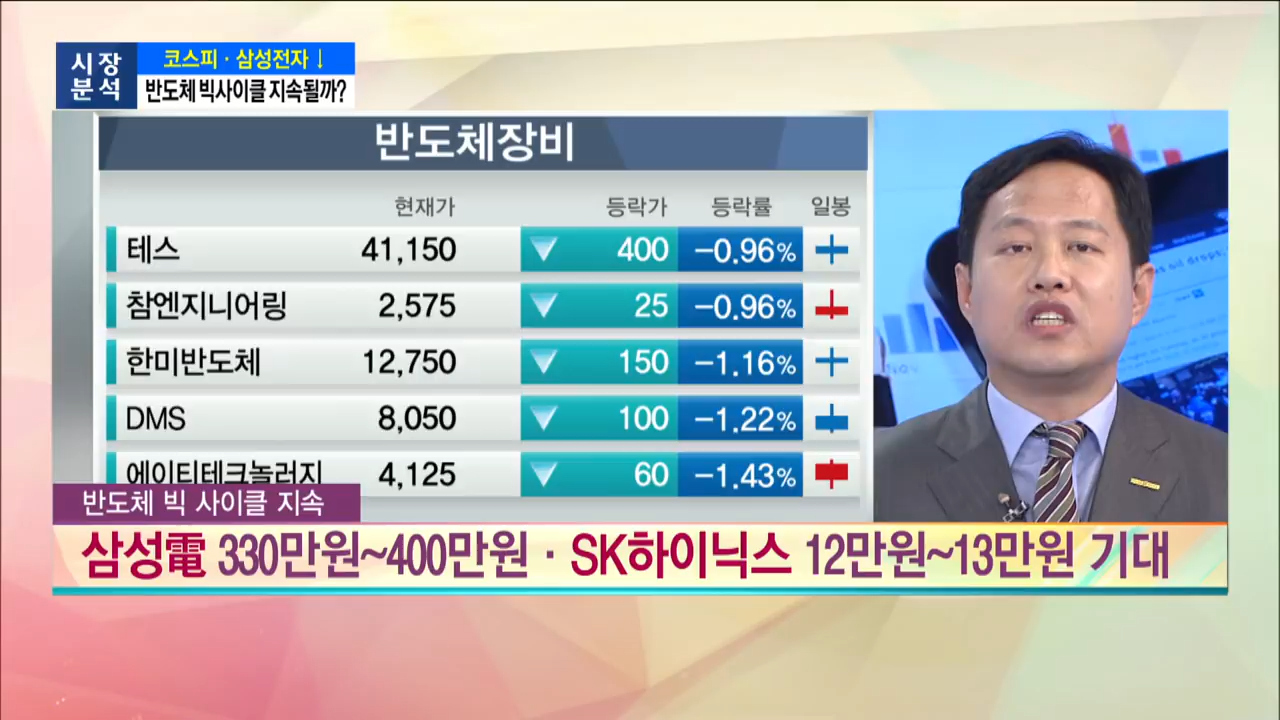 시장
분석
코스피 · 삼성전자↓
반도체 빅사이클 지속될까?
반도체장비
현재가 등락가 등락률 일봉
테스 41,150 ▼ 400 -0.96%
참엔지니어링 2,575 ▼ 25 -0.96%
한미반도체 12,750 ▼ 150 -1.16%
DMS 8,050 ▼ 100 -1.22%
에이티테크놀러지 4,125 ▼ 60 -1.43%
반도체 빅 사이클 지속
삼성電 330만원~400만원 · SK하이닉스 12만원~13만원 기대
oil drops,